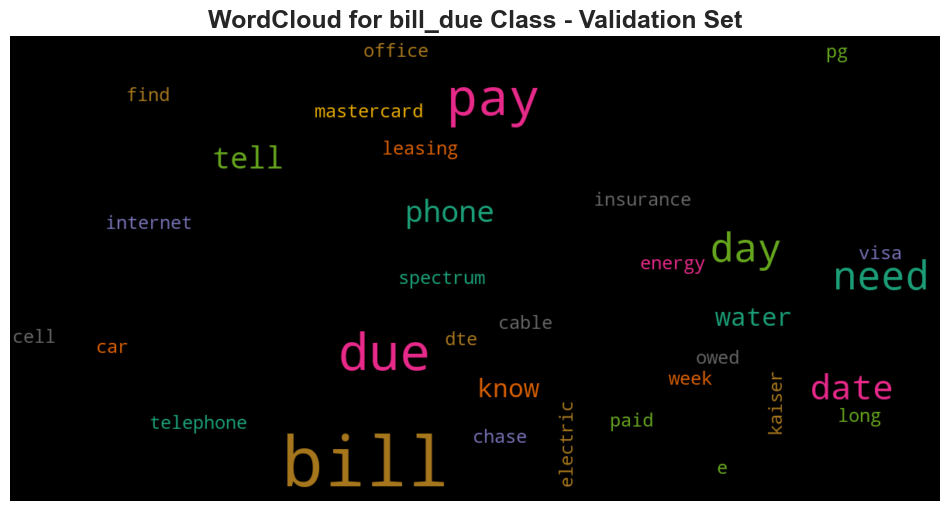 WordCloud for bill_due Class - Validation Set
office
pg
find
mastercard
pay
leasing
tell
insurance
phone
internet
day
visa
energy
need
spectrum
water
cable
cell
car
dte
due
owed
week
know
date
kaiser
long
paid
telephone
electric
chase
bill
e